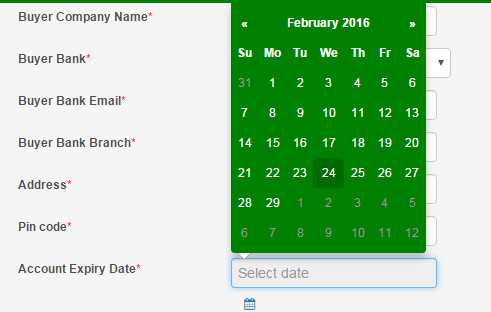 Buyer Company Name*
« February 2016 »
Su Mo Tu We Th Fr Sa
31 1 2 3 4 5 6
7 8 9 10 11 12 13
14 15 16 17 18 19 20
21 22 23 24 25 26 27
28 29 1 2 3 4 5
6 7 8 9 10 11 12
Buyer Bank*
Buyer Bank Email*
Buyer Bank Branch*
Address*
Pin code*
Account Expiry Date*
Select date